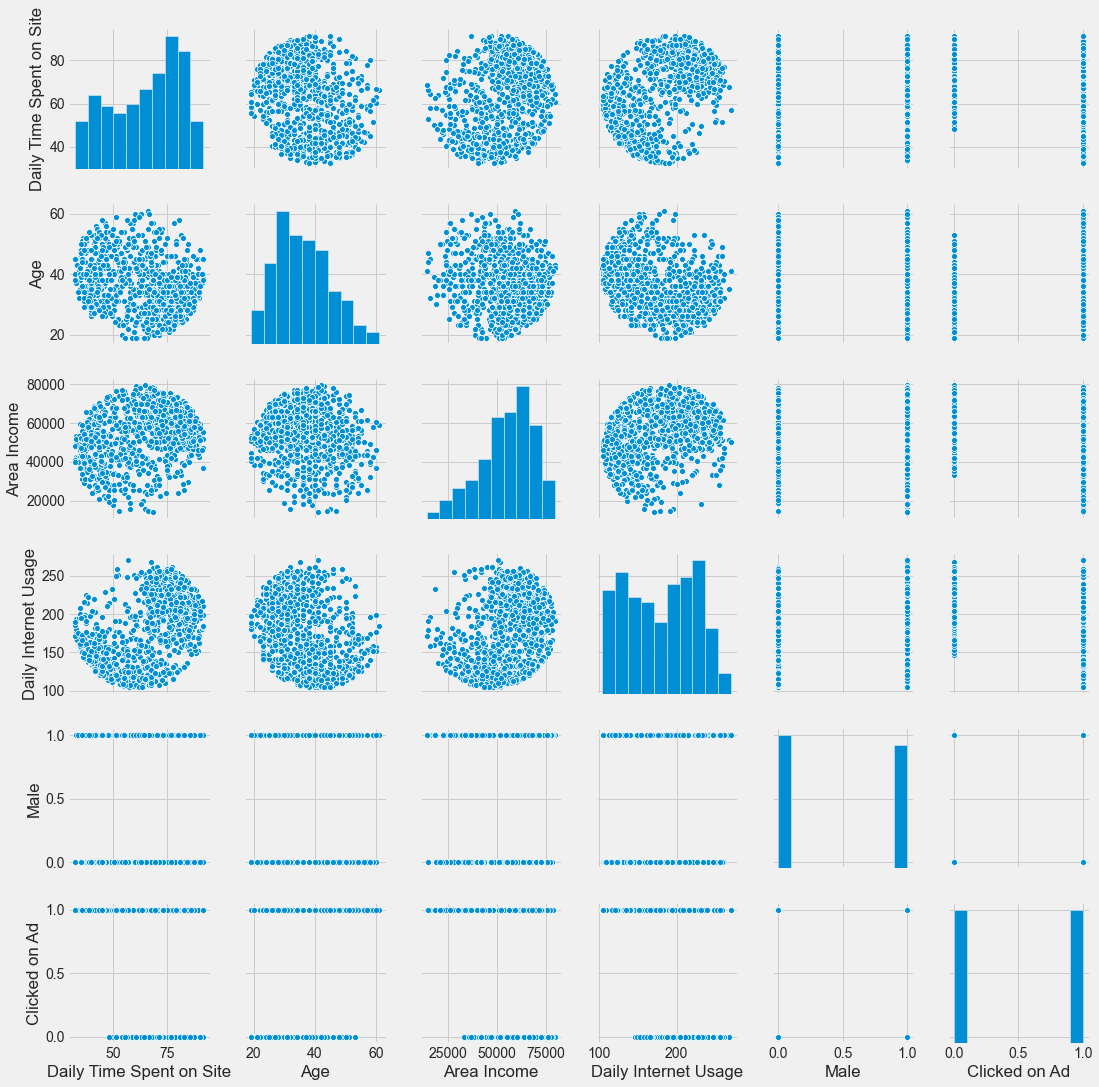 Daily Time Spent on Site
80
60
40
Age
60
40
20
Area Income
80000
60000
40000
20000
Daily Internet Usage
250
200
150
100
Male
1.0
0.5
0.0
Clicked on Ad
1.0
0.5
0.0
50 75
20 40 60
25000 50000 75000
100 200
0.0 0.5 1.0
0.0 0.5 1.0
Daily Time Spent on Site
Age
Area Income
Daily Internet Usage
Male
Clicked on Ad